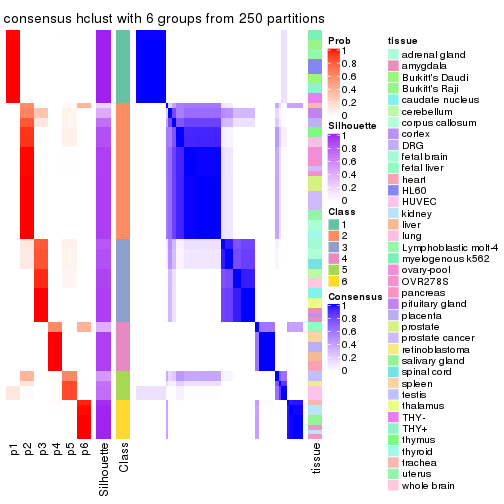 consensus hclust with 6 groups from 250 partitions
Prob
1
0.8
0.6
0.4
0.2
0
Silhouette
1
0.8
0.6
0.4
0.2
0
Class
1
2
3
4
5
6
Consensus
1
0.8
0.6
0.4
0.2
0
tissue
adrenal gland
amygdala
Burkitt's Daudi
Burkitt's Raji
caudate nucleus
cerebellum
corpus callosum
cortex
DRG
fetal brain
fetal liver
heart
HL60
HUVEC
kidney
liver
lung
Lymphoblastic molt-4
myelogenous k562
ovary-pool
OVR278S
pancreas
pituitary gland
placenta
prostate
prostate cancer
retinoblastoma
salivary gland
spinal cord
spleen
testis
thalamus
THY-
THY+
thymus
thyroid
trachea
uterus
whole brain
p1
p2
p3
p4
p5
p6
Silhouette
Class
tissue